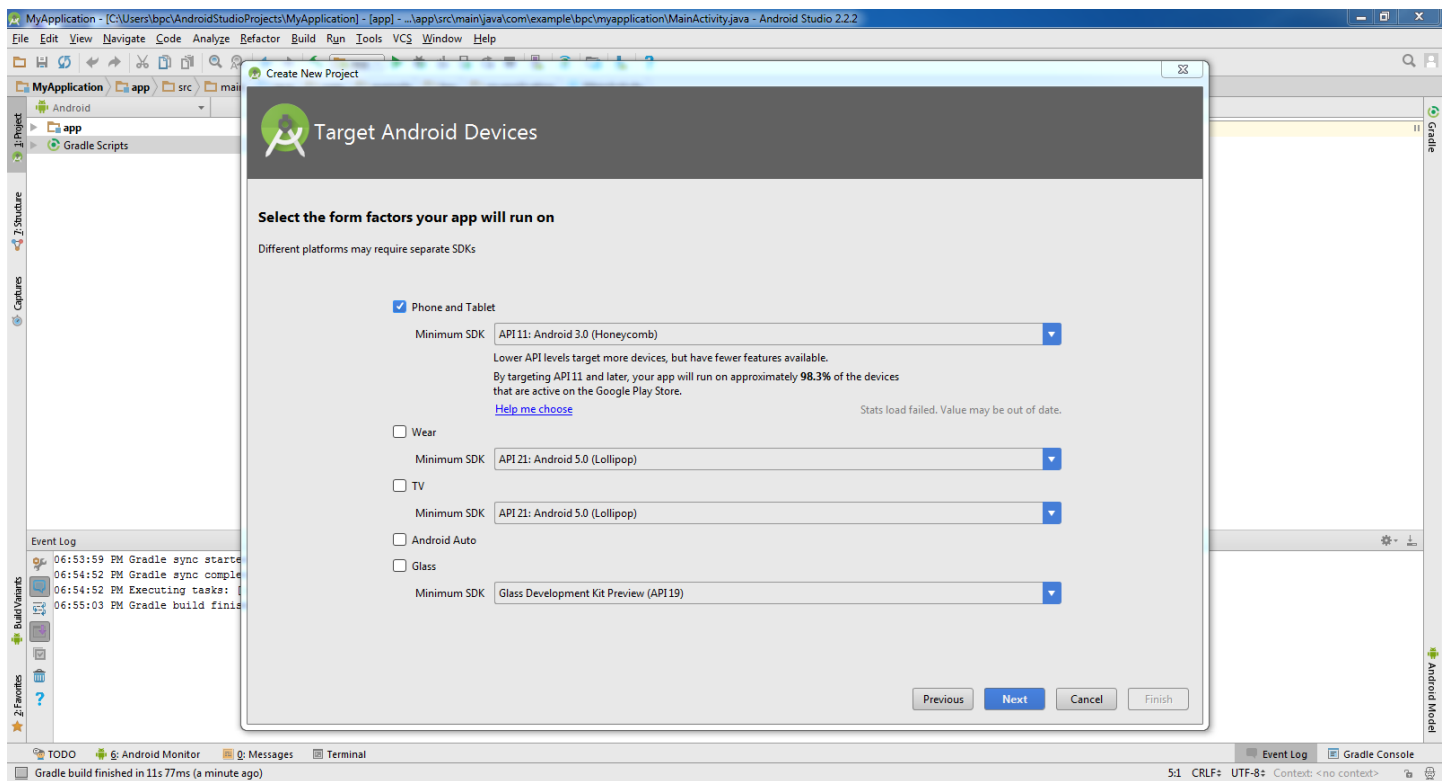 MyApplication - [C:\Users\bpc\AndroidStudioProjects\MyApplication] - [app] - ...\app\src\main\java\com\example\bpc\myapplication\MainActivity.java - Android Studio 2.2.2
File Edit View Navigate Code Analyze Refactor Build Run Tools VCS Window Help
MyApplication app src main
Create New Project
Android
app
Gradle Scripts
1: Project
7: Structure
Captures
Build Variants
2: Favorites
Gradle
Android Model
Target Android Devices
Select the form factors your app will run on
Different platforms may require separate SDKs
Phone and Tablet
Minimum SDK API 11: Android 3.0 (Honeycomb)
Lower API levels target more devices, but have fewer features available.
By targeting API 11 and later, your app will run on approximately 98.3% of the devices
that are active on the Google Play Store.
Help me choose Stats load failed. Value may be out of date.
Wear
Minimum SDK API 21: Android 5.0 (Lollipop)
TV
Minimum SDK API 21: Android 5.0 (Lollipop)
Android Auto
Glass
Minimum SDK Glass Development Kit Preview (API 19)
Previous Next Cancel Finish
Event Log
06:53:59 PM Gradle sync starte
06:54:52 PM Gradle sync comple
06:54:52 PM Executing tasks: [
06:55:03 PM Gradle build finis
TODO 6: Android Monitor 0: Messages Terminal Event Log Gradle Console
Gradle build finished in 11s 77ms (a minute ago) 5:1 CRLF UTF-8 Context: <no context>